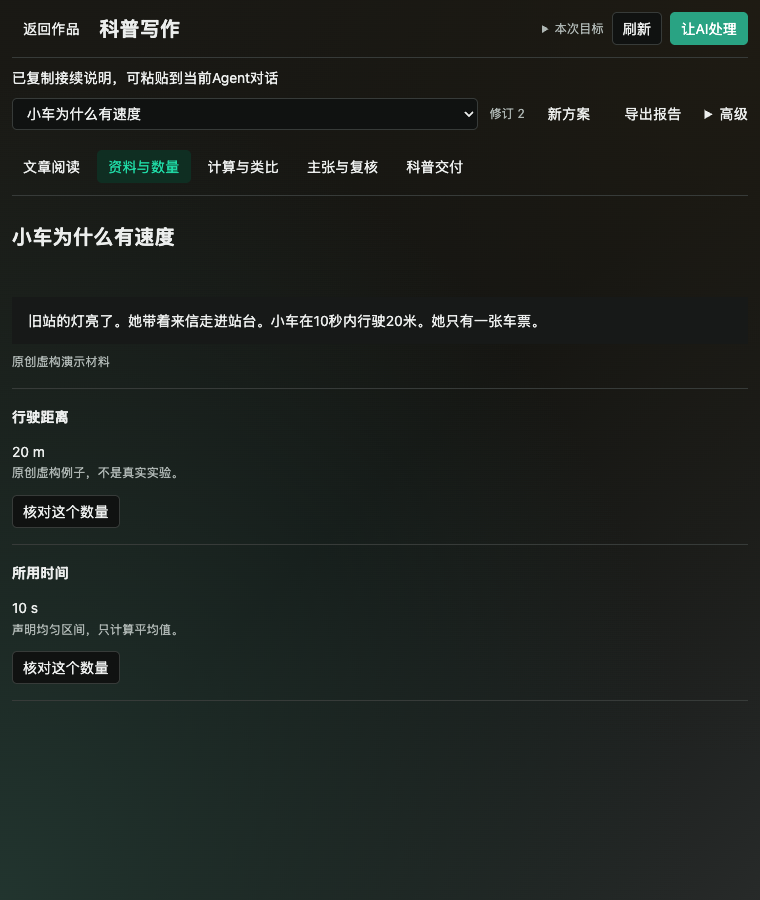 返回作品 科普写作 ▶ 本次目标 刷新 让AI处理
已复制接续说明，可粘贴到当前Agent对话
小车为什么有速度 修订 2 新方案 导出报告 ▶ 高级
文章阅读 资料与数量 计算与类比 主张与复核 科普交付
小车为什么有速度
旧站的灯亮了。她带着来信走进站台。小车在10秒内行驶20米。她只有一张车票。
原创虚构演示材料
行驶距离
20 m
原创虚构例子，不是真实实验。
核对这个数量
所用时间
10 s
声明均匀区间，只计算平均值。
核对这个数量